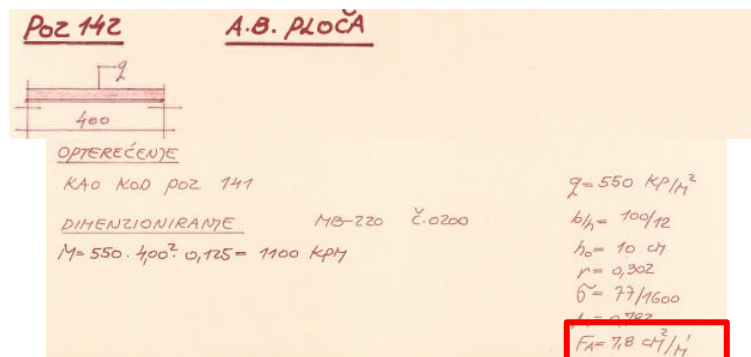 POZ 142 A.B. PLOČA
q
400
OPTEREĆENJE
KAO KOD POZ 141
q=550 KP/M²
DIMENZIONIRANJE MB-220 Č.0200
b/h= 100/12
M= 550 . 4,00² . 0,125= 1100 KPM
h₀= 10 cm
r= 0,302
σ= 77/1600
FA= 7,8 cm²/m'